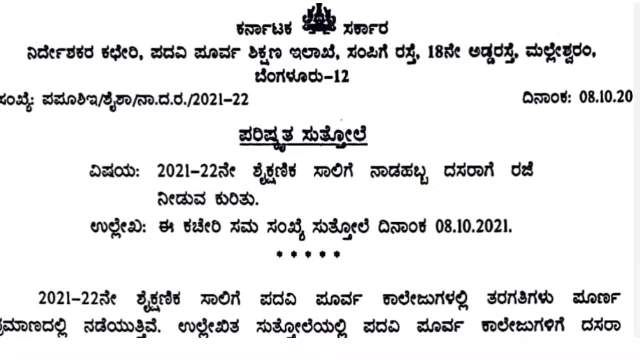 ಕರ್ನಾಟಕ ಸರ್ಕಾರ
ನಿರ್ದೇಶಕರ ಕಛೇರಿ, ಪದವಿ ಪೂರ್ವ ಶಿಕ್ಷಣ ಇಲಾಖೆ, ಸಂಪಿಗೆ ರಸ್ತೆ, 18ನೇ ಅಡ್ಡರಸ್ತೆ, ಮಲ್ಲೇಶ್ವರಂ,
ಬೆಂಗಳೂರು-12
ಸಂಖ್ಯೆ: ಪಪೂಶಿಇ/ಶೈಶಾ/ನಾ.ದ.ರ./2021-22 ದಿನಾಂಕ: 08.10.20
ಪರಿಷ್ಕೃತ ಸುತ್ತೋಲೆ
ವಿಷಯ: 2021-22ನೇ ಶೈಕ್ಷಣಿಕ ಸಾಲಿಗೆ ನಾಡಹಬ್ಬ ದಸರಾಗೆ ರಜೆ
ನೀಡುವ ಕುರಿತು.
ಉಲ್ಲೇಖ: ಈ ಕಚೇರಿ ಸಮ ಸಂಖ್ಯೆ ಸುತ್ತೋಲೆ ದಿನಾಂಕ 08.10.2021.
*****
2021-22ನೇ ಶೈಕ್ಷಣಿಕ ಸಾಲಿಗೆ ಪದವಿ ಪೂರ್ವ ಕಾಲೇಜುಗಳಲ್ಲಿ ತರಗತಿಗಳು ಪೂರ್ಣ
ಪ್ರಮಾಣದಲ್ಲಿ ನಡೆಯುತ್ತಿವೆ. ಉಲ್ಲೇಖಿತ ಸುತ್ತೋಲೆಯಲ್ಲಿ ಪದವಿ ಪೂರ್ವ ಕಾಲೇಜುಗಳಿಗೆ ದಸರಾ